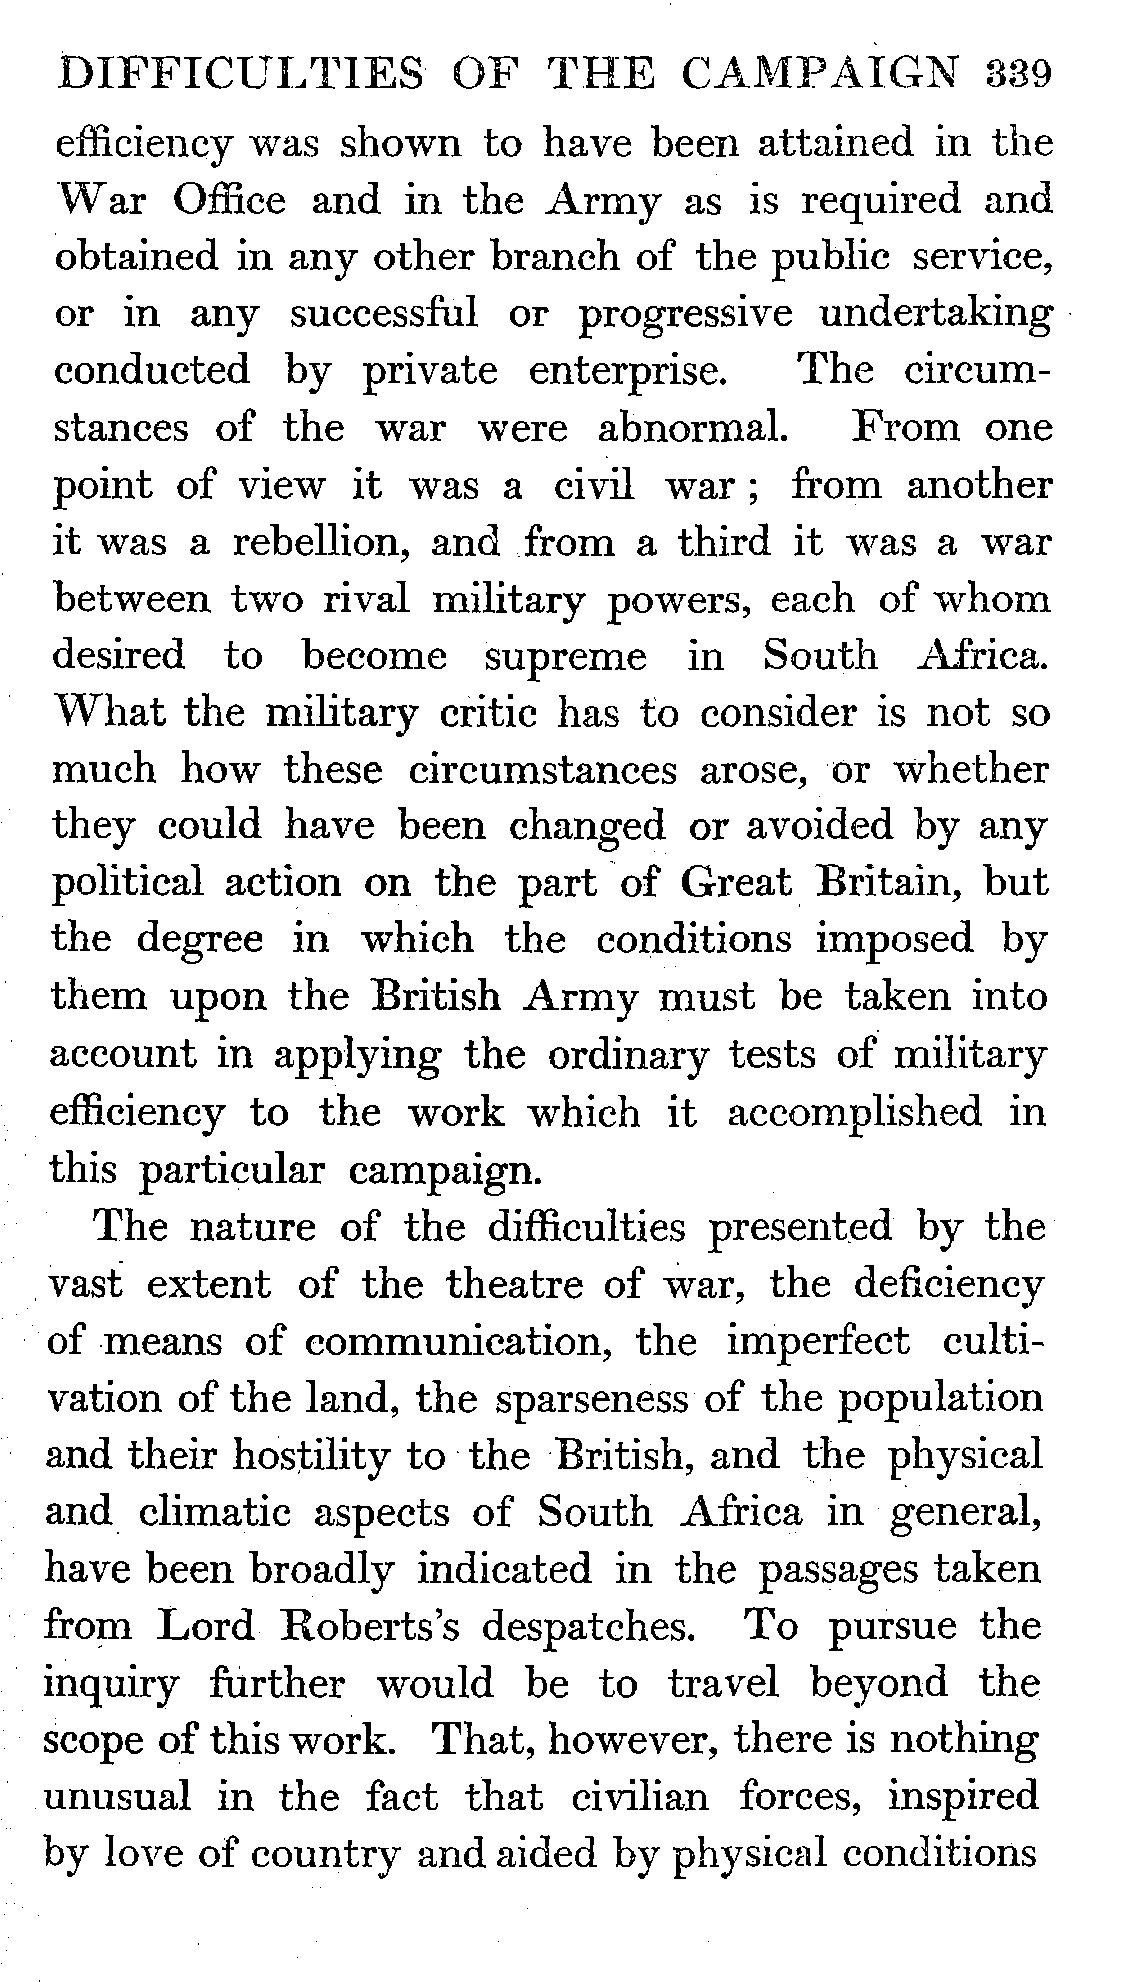 DIFFICULTIES OF THE CAMPAIGN 339
efficiency was shown to have been attained in the
War Office and in the Army as is required and
obtained in any other branch of the public service,
or in any successful or progressive undertaking
conducted by private enterprise. The circum-
stances of the war were abnormal. From one
point of view it was a civil war ; from another
it was a rebellion, and from a third it was a war
between two rival military powers, each of whom
desired to become supreme in South Africa.
What the military critic has to consider is not so
much how these circumstances arose, or whether
they could have been changed or avoided by any
political action on the part of Great Britain, but
the degree in which the conditions imposed by
them upon the British Army must be taken into
account in applying the ordinary tests of military
efficiency to the work which it accomplished in
this particular campaign.
The nature of the difficulties presented by the
vast extent of the theatre of war, the deficiency
of means of communication, the imperfect culti-
vation of the land, the sparseness of the population
and their hostility to the British, and the physical
and climatic aspects of South Africa in general,
have been broadly indicated in the passages taken
from Lord Roberts's despatches. To pursue the
inquiry further would be to travel beyond the
scope of this work. That, however, there is nothing
unusual in the fact that civilian forces, inspired
by love of country and aided by physical conditions